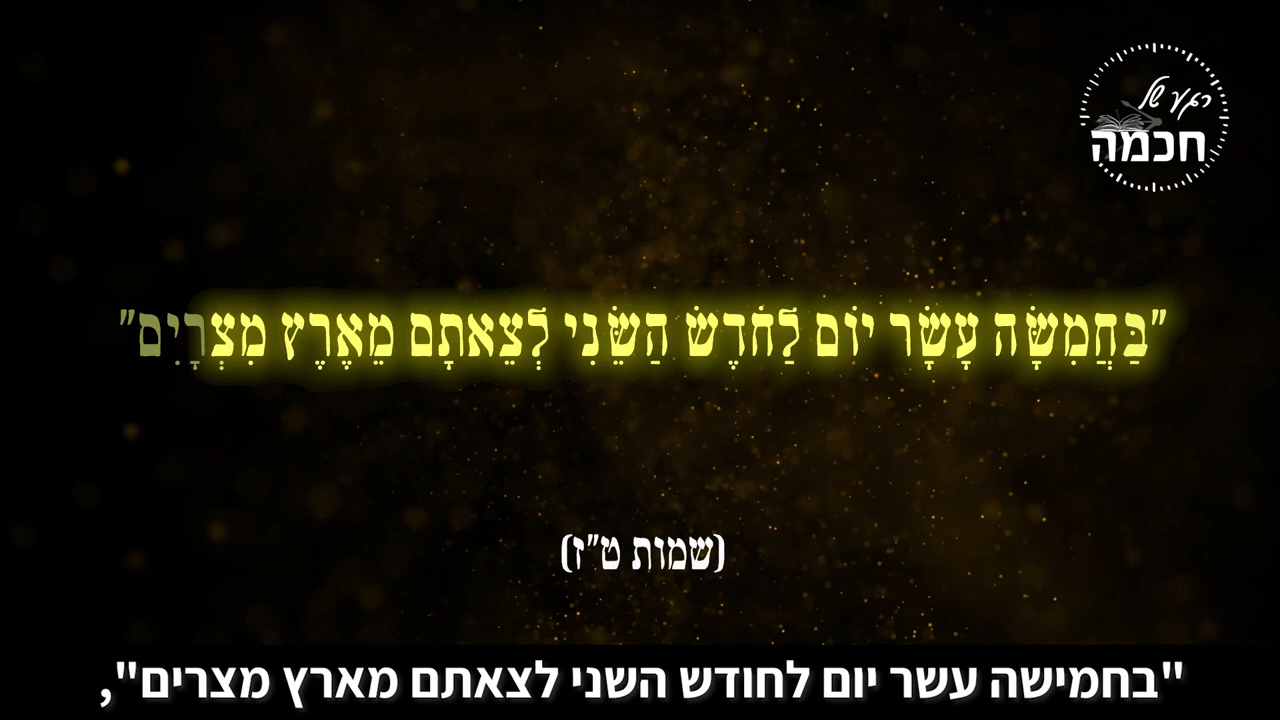 רגע של
חכמה
"בַּחֲמִשָּׁה עָשָׂר יוֹם לַחֹדֶשׁ הַשֵּׁנִי לְצֵאתָם מֵאֶרֶץ מִצְרָיִם"
(שמות ט"ז)
"בחמישה עשר יום לחודש השני לצאתם מארץ מצרים",